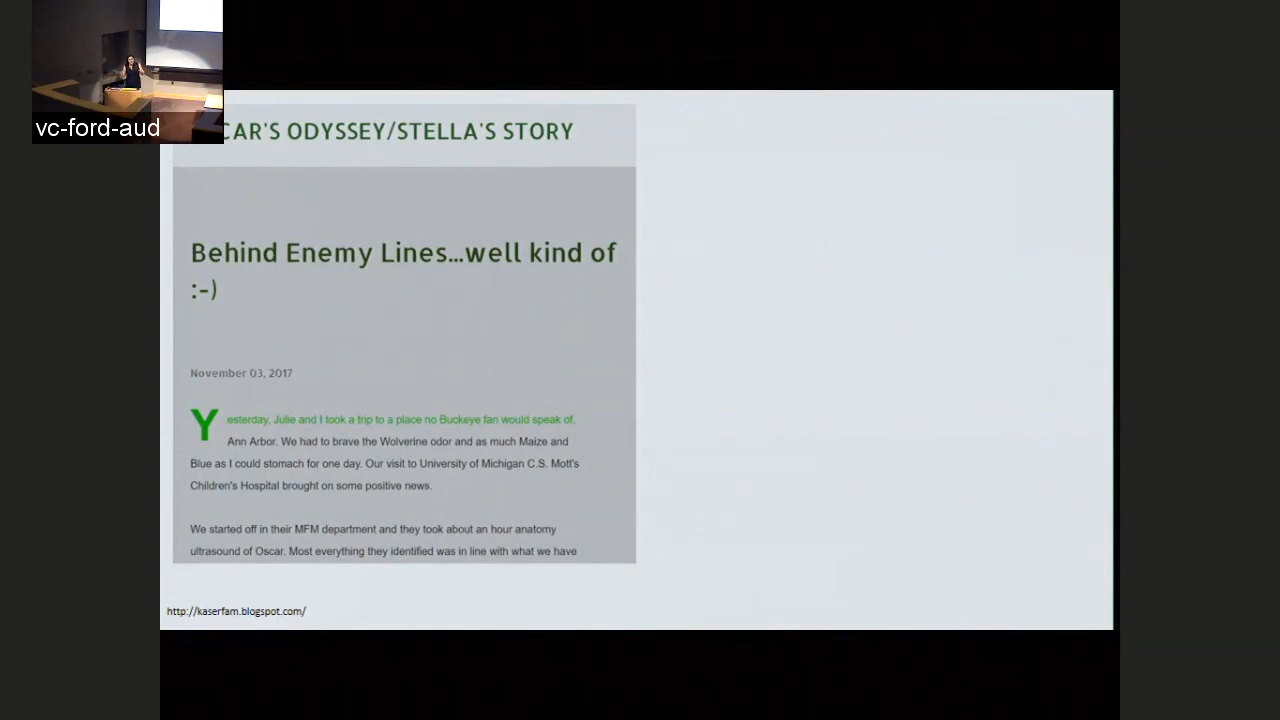 vc-ford-aud
CAR'S ODYSSEY/STELLA'S STORY
Behind Enemy Lines...well kind of
:-)
November 03, 2017
Yesterday, Julie and I took a trip to a place no Buckeye fan would speak of,
Ann Arbor. We had to brave the Wolverine odor and as much Maize and
Blue as I could stomach for one day. Our visit to University of Michigan C.S. Mott's
Children's Hospital brought on some positive news.
We started off in their MFM department and they took about an hour anatomy
ultrasound of Oscar. Most everything they identified was in line with what we have
http://kaserfam.blogspot.com/